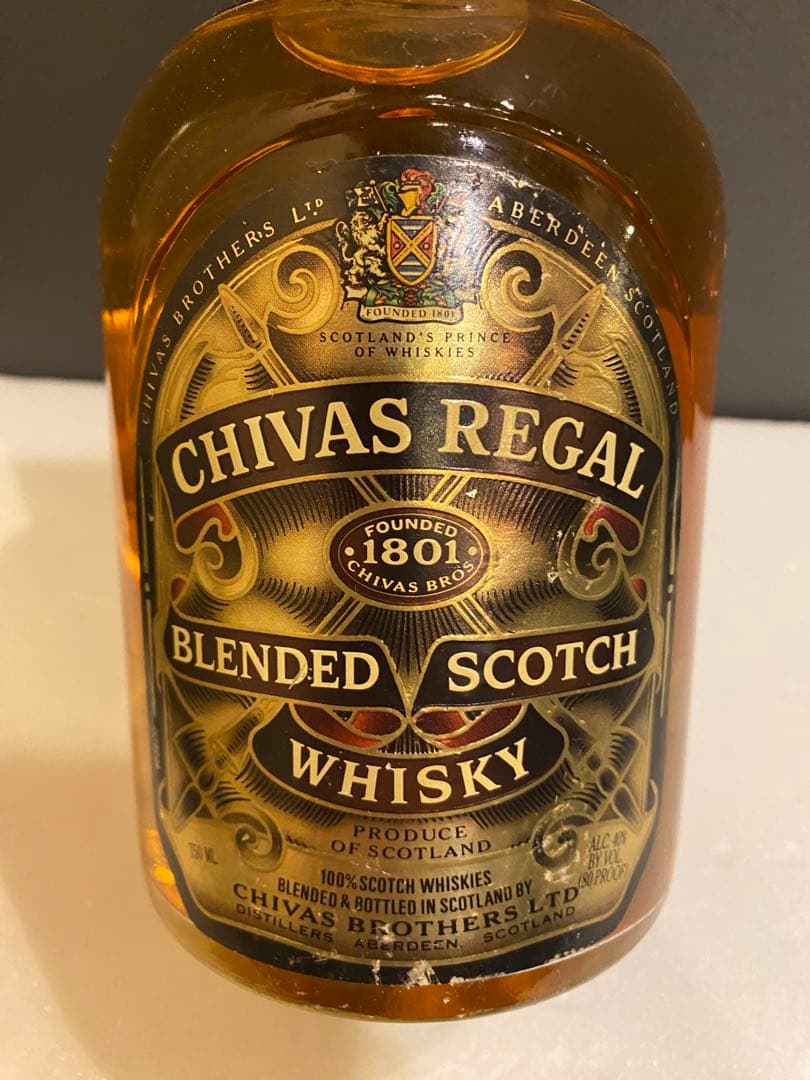 CHIVAS BROTHERS LTD ABERDEEN SCOTLAND
FOUNDED 1801
SCOTLAND'S PRINCE
OF WHISKIES
CHIVAS REGAL
FOUNDED
1801
CHIVAS BROS
BLENDED SCOTCH
WHISKY
PRODUCE
OF SCOTLAND
750 ML
ALC. 40%
BY VOL
(80 PROOF)
100% SCOTCH WHISKIES
BLENDED & BOTTLED IN SCOTLAND BY
CHIVAS BROTHERS LTD
DISTILLERS ABERDEEN, SCOTLAND